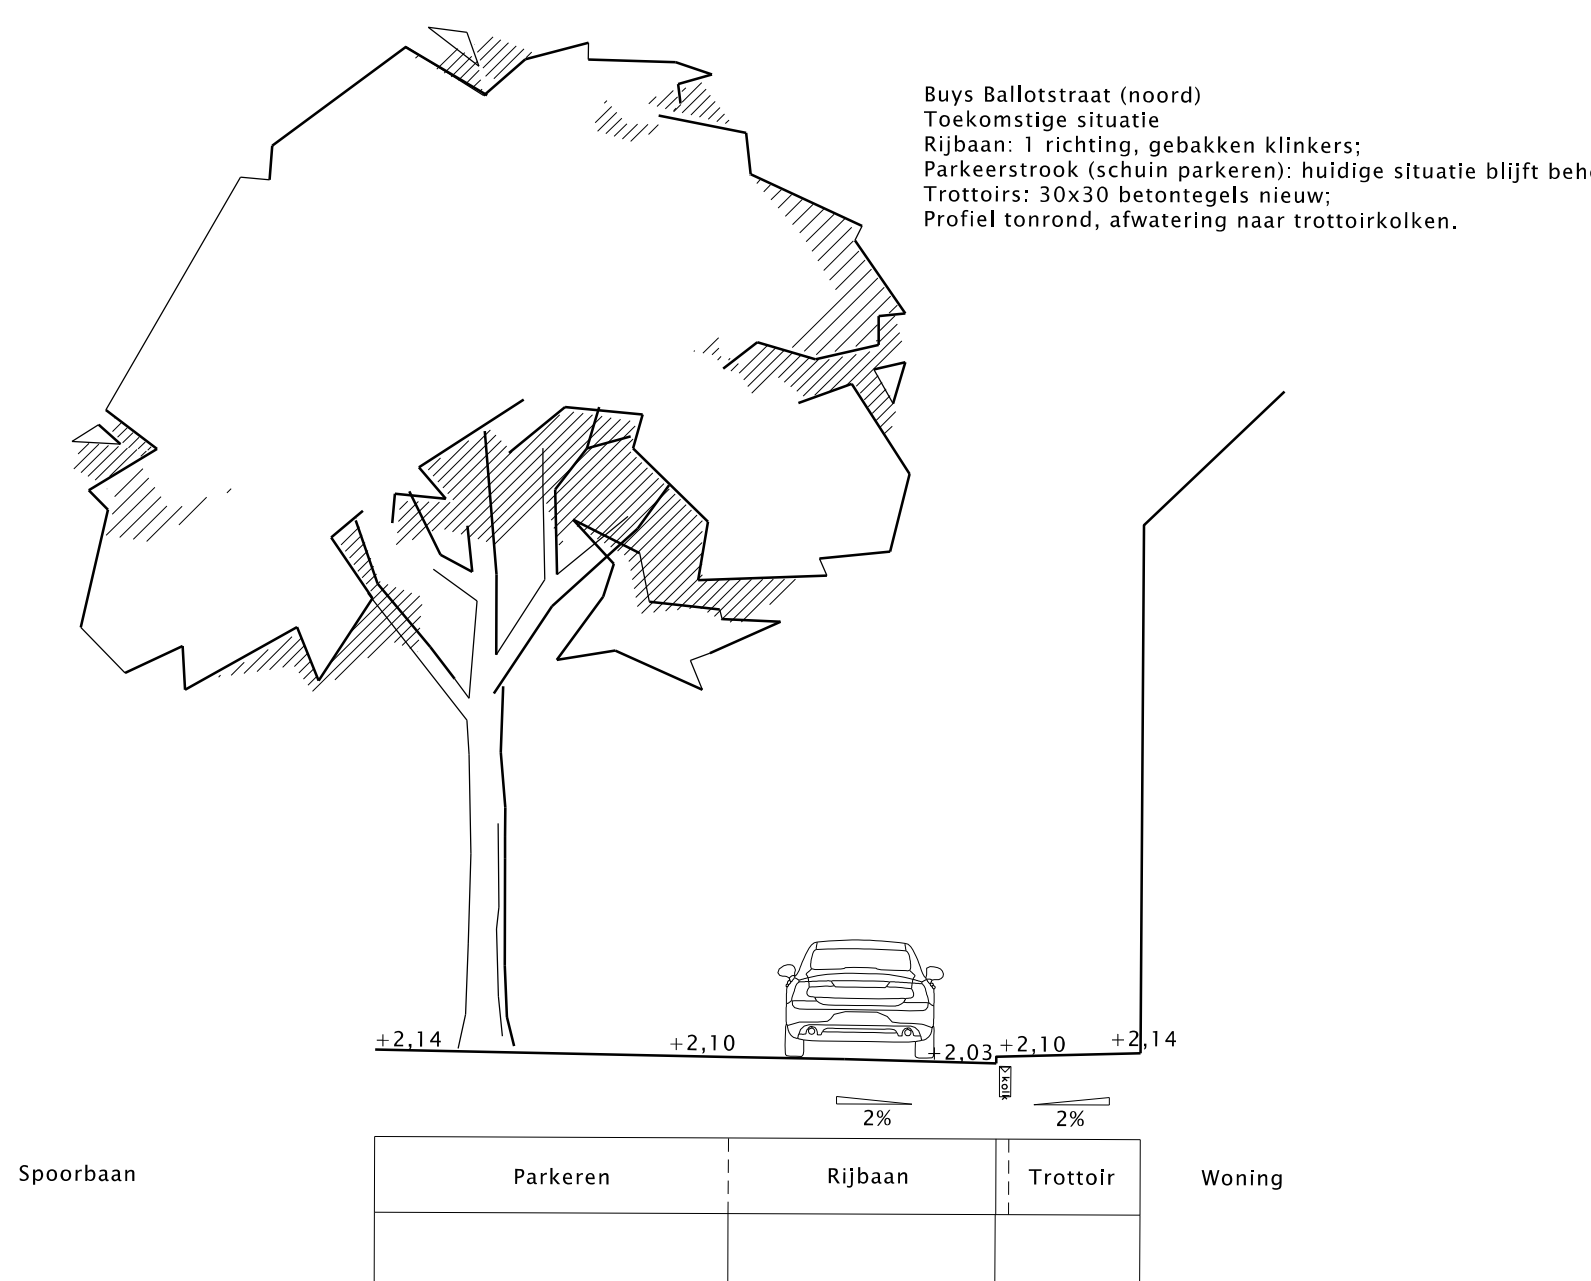 Buys Ballotstraat (noord)
Toekomstige situatie
Rijbaan: 1 richting, gebakken klinkers;
Parkeerstrook (schuin parkeren): huidige situatie blijft beh
Trottoirs: 30x30 betontegels nieuw;
Profiel tonrond, afwatering naar trottoirkolken.
+2,14
+2,10
+2,03
+2,10
+2,14
kolk
2%
2%
Spoorbaan
Parkeren
Rijbaan
Trottoir
Woning